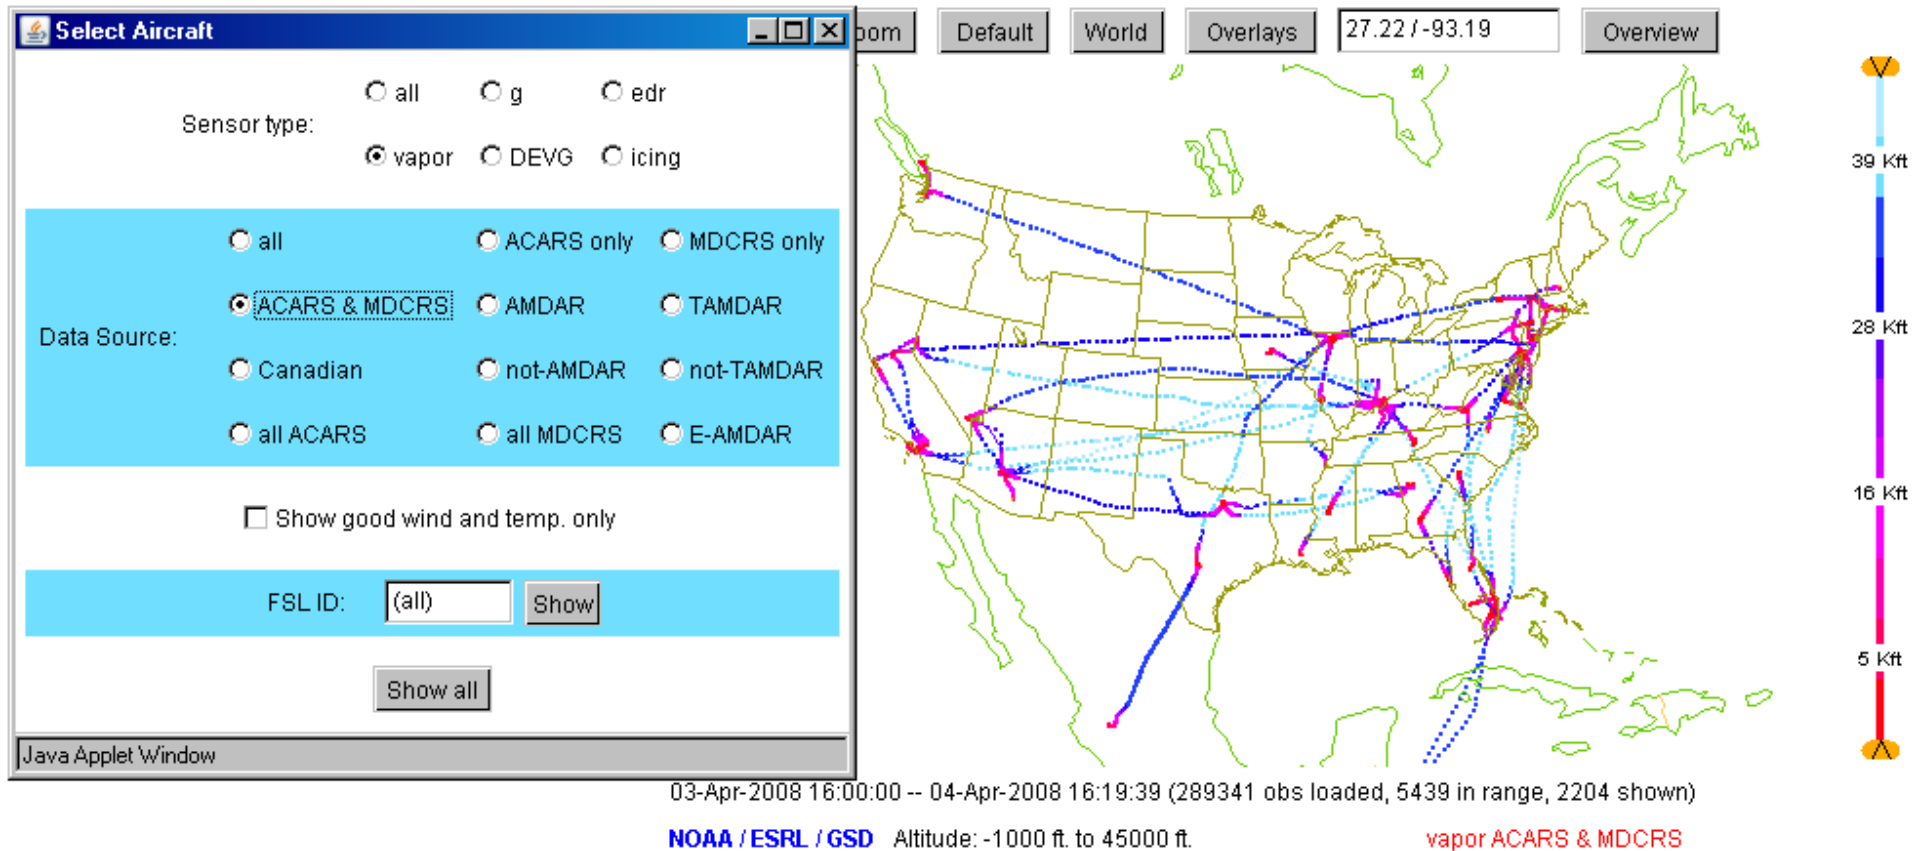 Select Aircraft
Sensor type:
all g edr
vapor DEVG icing
Data Source:
all ACARS only MDCRS only
ACARS & MDCRS AMDAR TAMDAR
Canadian not-AMDAR not-TAMDAR
all ACARS all MDCRS E-AMDAR
Show good wind and temp. only
FSL ID: (all) Show
Show all
Java Applet Window
oom Default World Overlays 27.22 / -93.19 Overview
39 Kft
28 Kft
16 Kft
5 Kft
03-Apr-2008 16:00:00 -- 04-Apr-2008 16:19:39 (289341 obs loaded, 5439 in range, 2204 shown)
NOAA / ESRL / GSD Altitude: -1000 ft. to 45000 ft. vapor ACARS & MDCRS